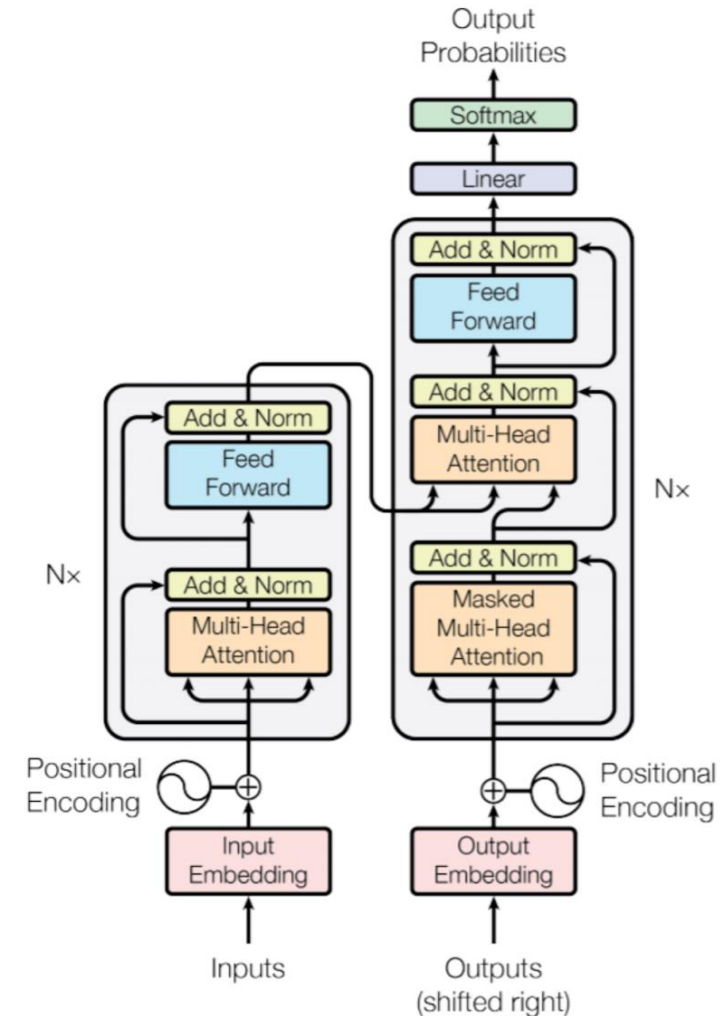 Output
Probabilities
Softmax
Linear
Add & Norm
Feed
Forward
Add & Norm
Multi-Head
Attention
Nx
Add & Norm
Masked
Multi-Head
Attention
Add & Norm
Feed
Forward
Nx
Add & Norm
Multi-Head
Attention
Positional
Encoding
Positional
Encoding
Input
Embedding
Output
Embedding
Inputs
Outputs
(shifted right)